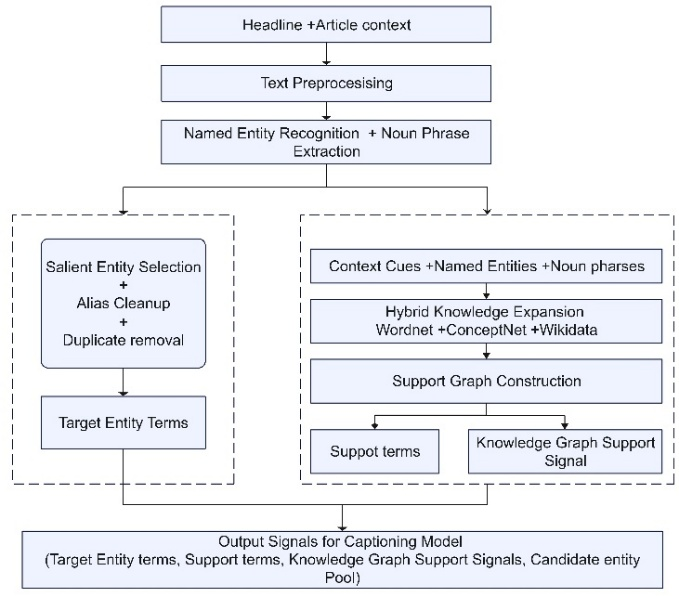 Headline +Article context
Text Preprocesising
Named Entity Recognition + Noun Phrase
Extraction
Salient Entity Selection
+
Alias Cleanup
+
Duplicate removal
Target Entity Terms
Context Cues +Named Entities +Noun pharses
Hybrid Knowledge Expansion
Wordnet +ConceptNet +Wikidata
Support Graph Construction
Suppot terms
Knowledge Graph Support
Signal
Output Signals for Captioning Model
(Target Entity terms, Support terms, Knowledge Graph Support Signals, Candidate entity
Pool)